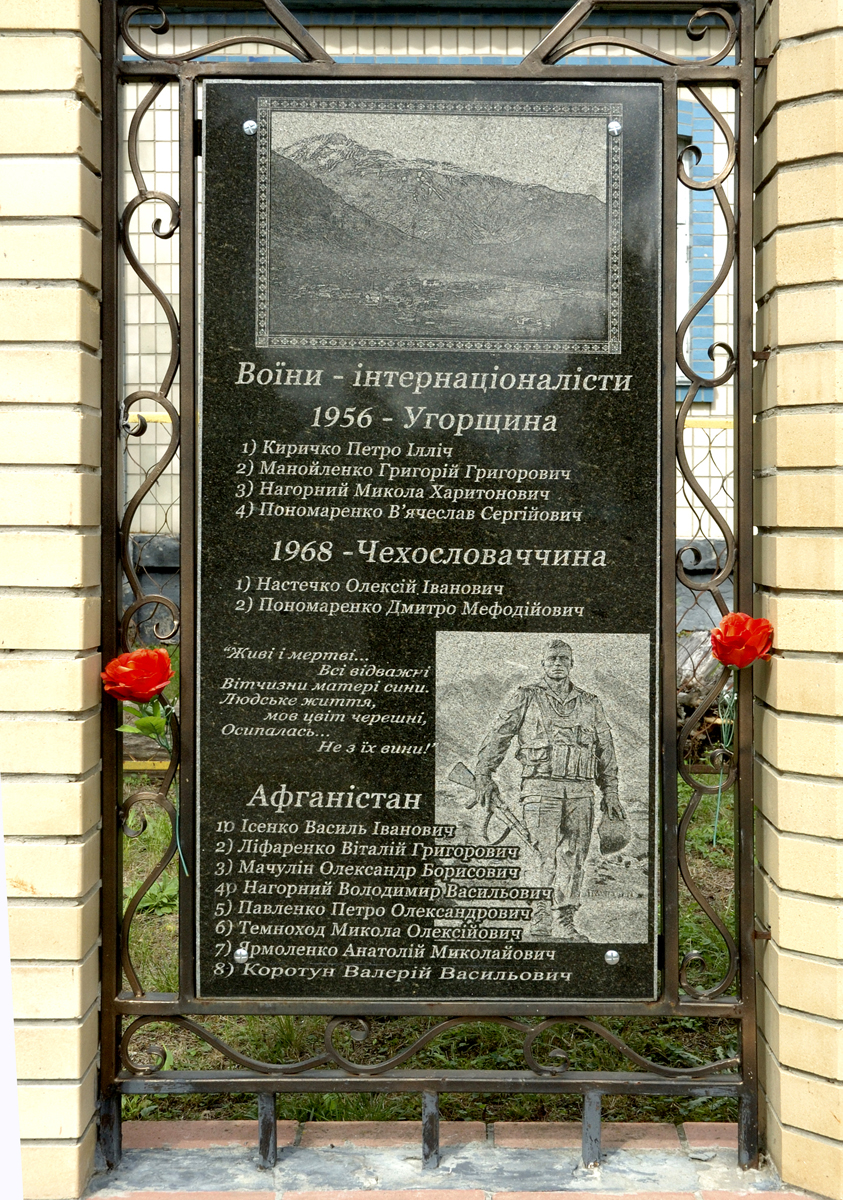 Воїни - інтернаціоналісти
1956 - Угорщина
1) Киричко Петро Ілліч
2) Манойленко Григорій Григорович
3) Нагорний Микола Харитонович
4) Пономаренко В'ячеслав Сергійович
1968 -Чехословаччина
1) Настечко Олексій Іванович
2) Пономаренко Дмитро Мефодійович
"Живі і мертві...
Всі відважні
Вітчизни матері сини.
Людське життя,
мов цвіт черешні,
Осипалась...
Не з їх вини!"
Афганістан
1) Ісенко Василь Іванович
2) Ліфаренко Віталій Григорович
3) Мачулін Олександр Борисович
4) Нагорний Володимир Васильович
5) Павленко Петро Олександрович
6) Темноход Микола Олексійович
7) Ярмоленко Анатолій Миколайович
8) Коротун Валерій Васильович